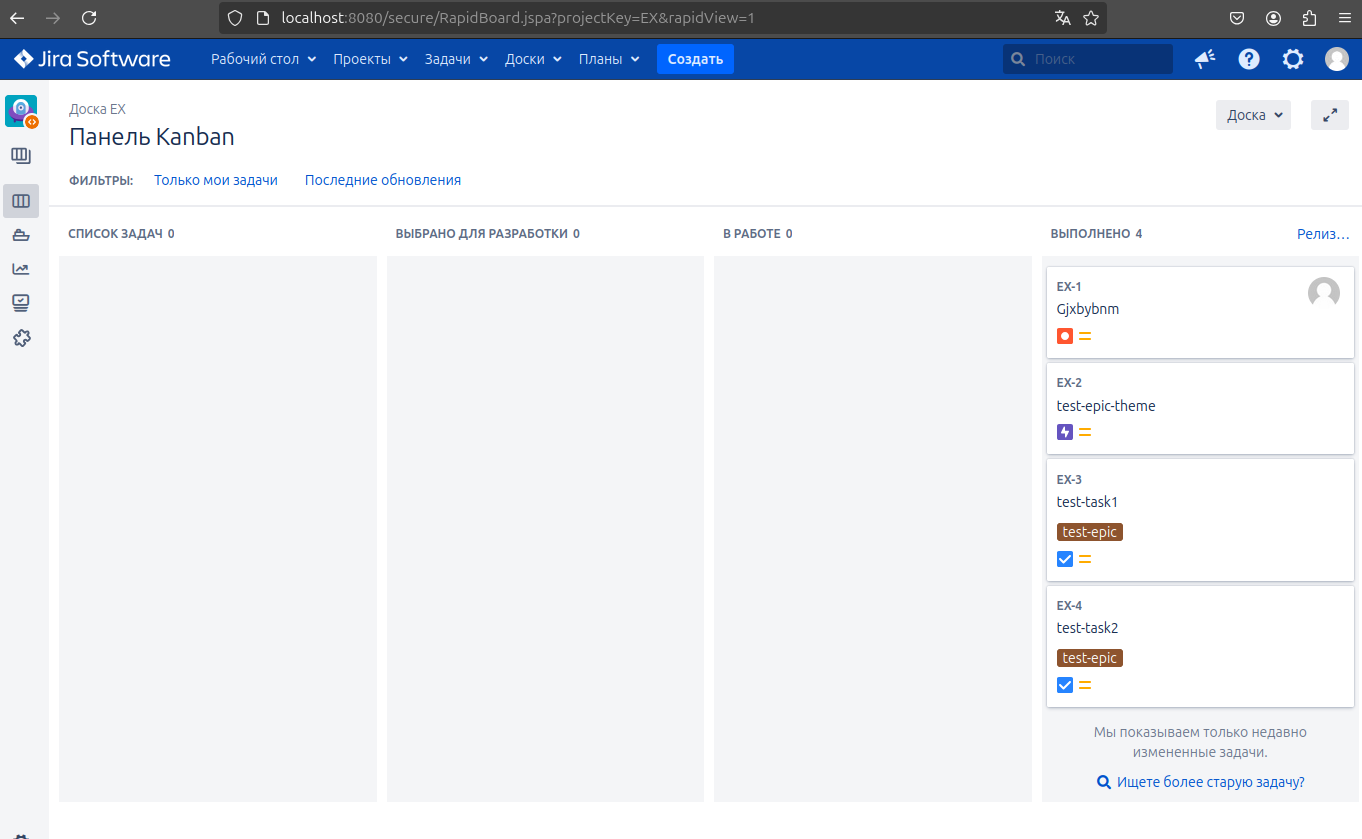 localhost:8080/secure/RapidBoard.jspa?projectKey=EX&rapidView=1
Jira Software
Рабочий стол
Проекты
Задачи
Доски
Планы
Создать
Поиск
Доска EX
Доска
Панель Kanban
ФИЛЬТРЫ:
Только мои задачи
Последние обновления
СПИСОК ЗАДАЧ 0
ВЫБРАНО ДЛЯ РАЗРАБОТКИ 0
В РАБОТЕ 0
ВЫПОЛНЕНО 4
Релиз...
EX-1
Gjxbybnm
EX-2
test-epic-theme
EX-3
test-task1
test-epic
EX-4
test-task2
test-epic
Мы показываем только недавно
измененные задачи.
Ищете более старую задачу?